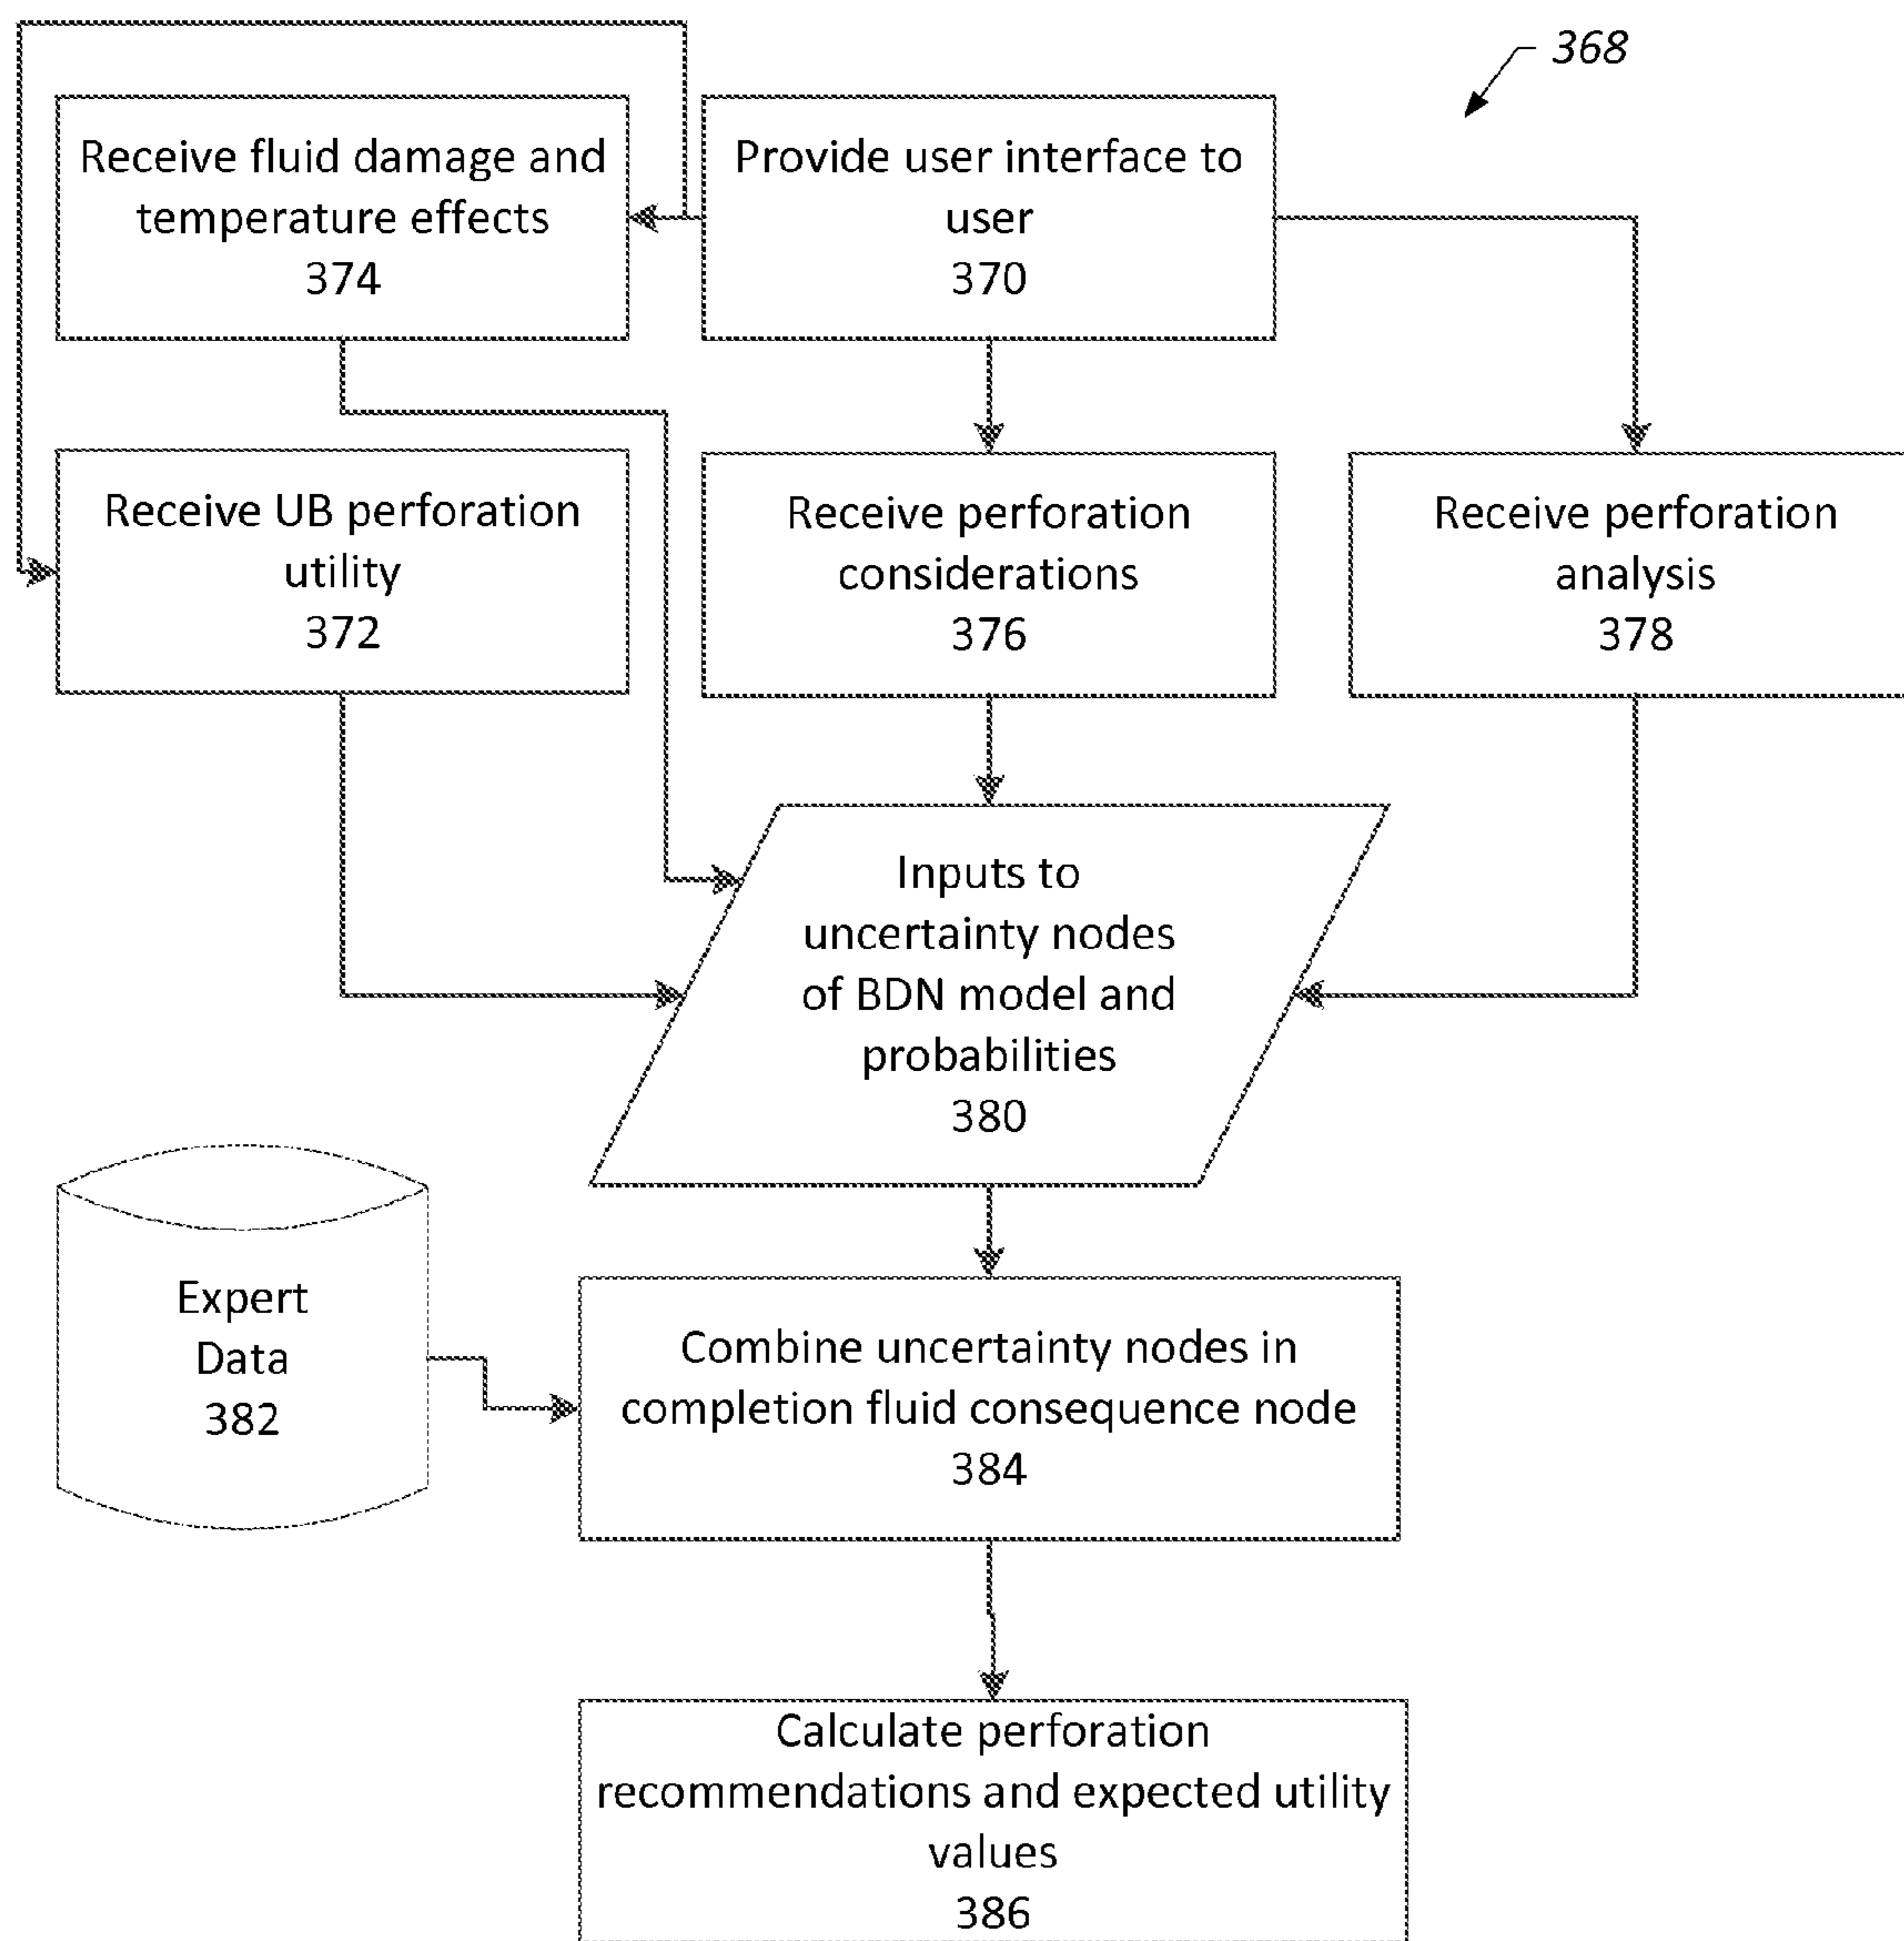 368
Receive fluid damage and
temperature effects
374
Provide user interface to
user
370
Receive UB perforation
utility
372
Receive perforation
considerations
376
Receive perforation
analysis
378
Inputs to
uncertainty nodes
of BDN model and
probabilities
380
Expert
Data
382
Combine uncertainty nodes in
completion fluid consequence node
384
Calculate perforation
recommendations and expected utility
values
386